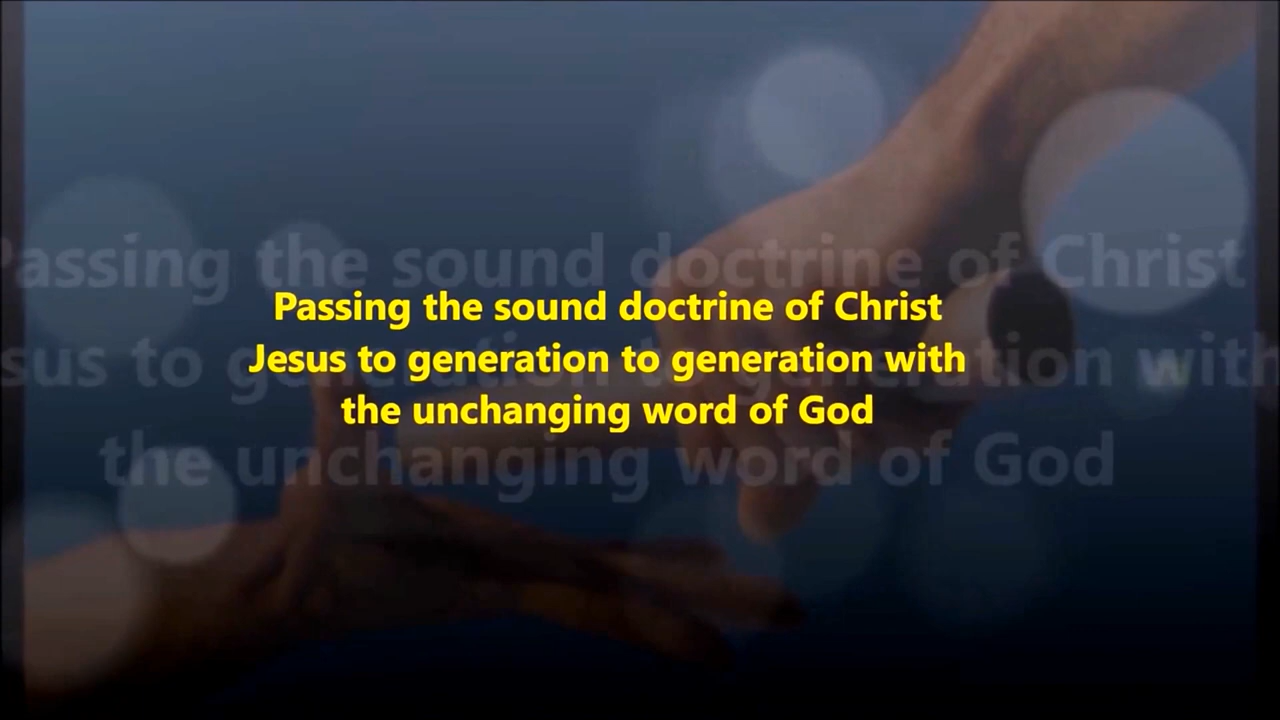 Passing the sound doctrine of Christ
Jesus to generation to generation with
the unchanging word of God